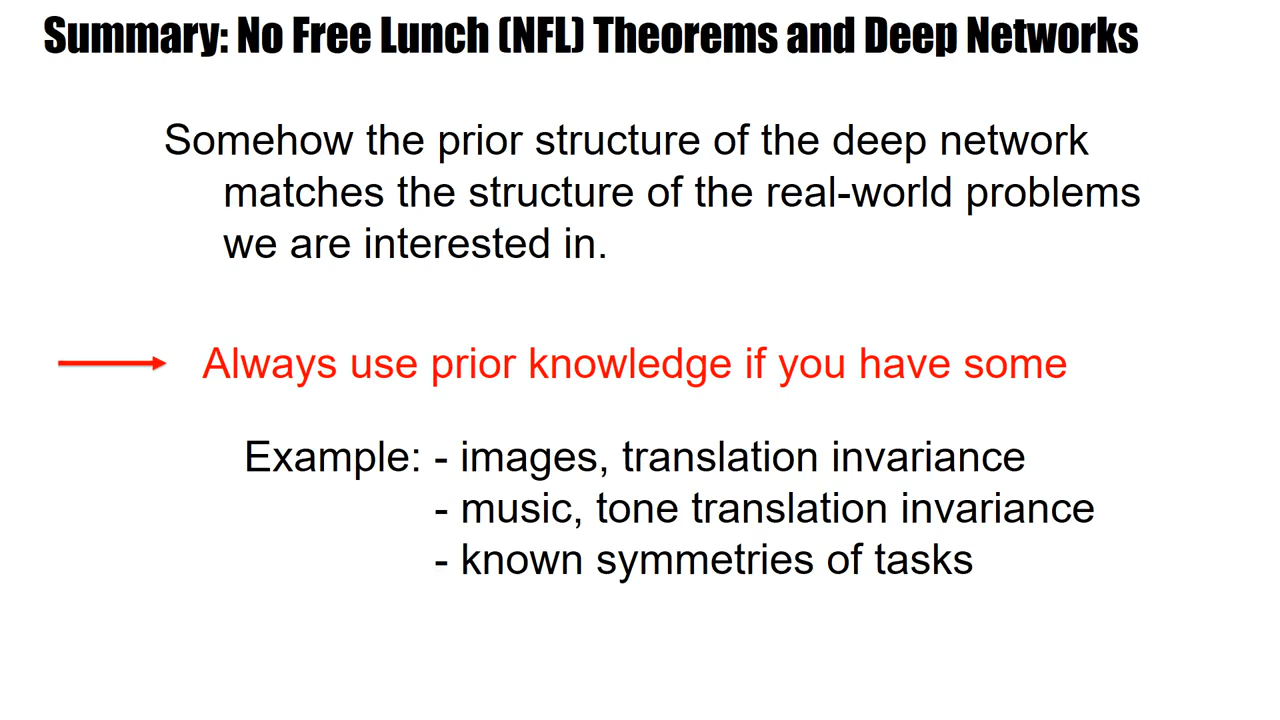 Summary: No Free Lunch (NFL) Theorems and Deep Networks
Somehow the prior structure of the deep network
matches the structure of the real-world problems
we are interested in.
Always use prior knowledge if you have some
Example: - images, translation invariance
- music, tone translation invariance
- known symmetries of tasks